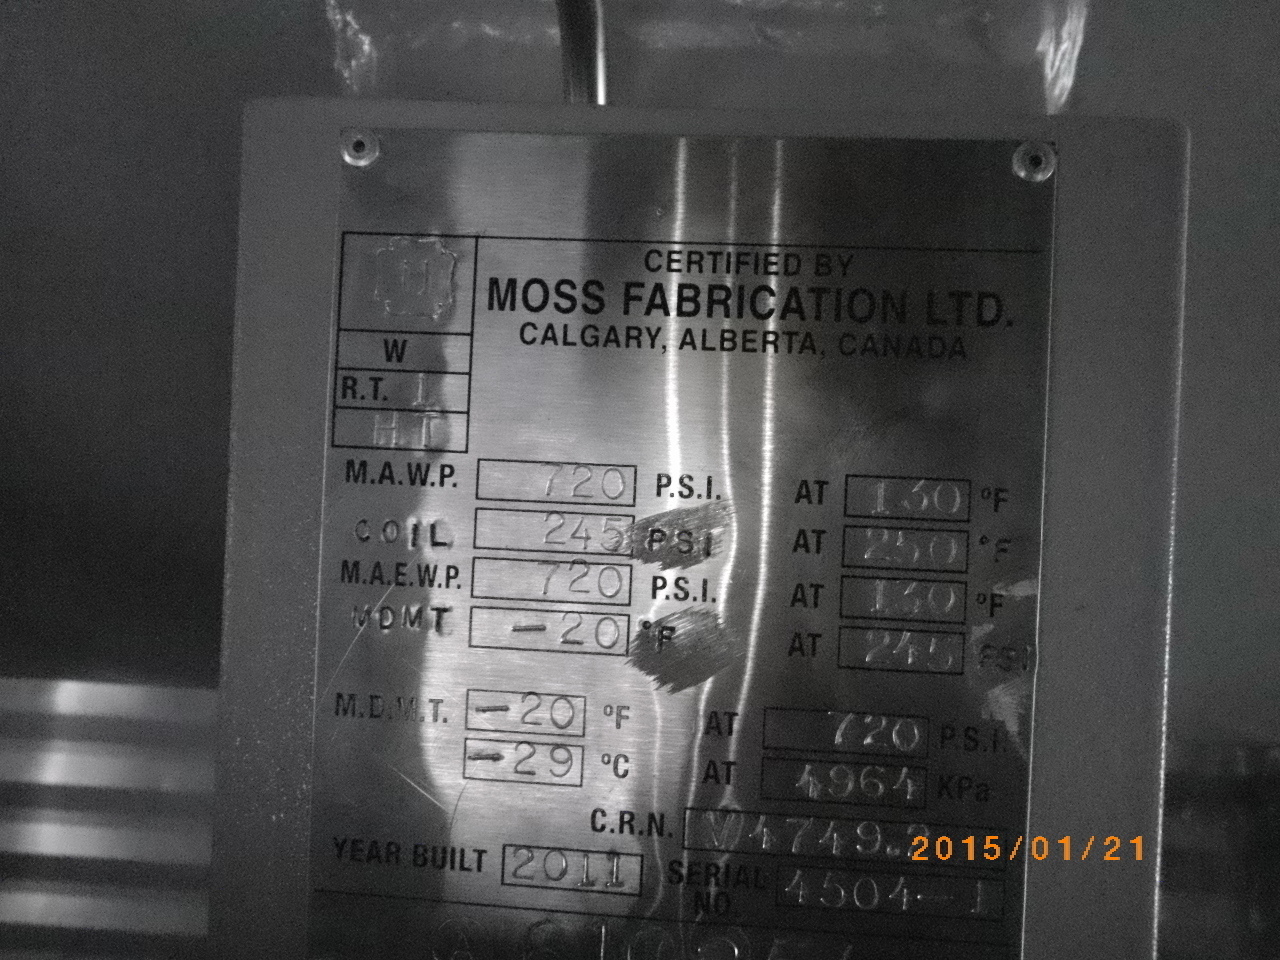 CERTIFIED BY
MOSS FABRICATION LTD.
CALGARY, ALBERTA, CANADA
U
W
R.T. 1
HT
M.A.W.P. 720 P.S.I. AT 130 °F
COIL 245 PSI AT 250 °F
M.A.E.W.P. 720 P.S.I. AT 130 °F
MDMT -20 °F AT 245 PSI
M.D.M.T. -20 °F AT 720 P.S.I.
-29 °C AT 4964 KPa
C.R.N. V4749.2
2015/01/21
YEAR BUILT 2011 SERIAL NO. 4504-1